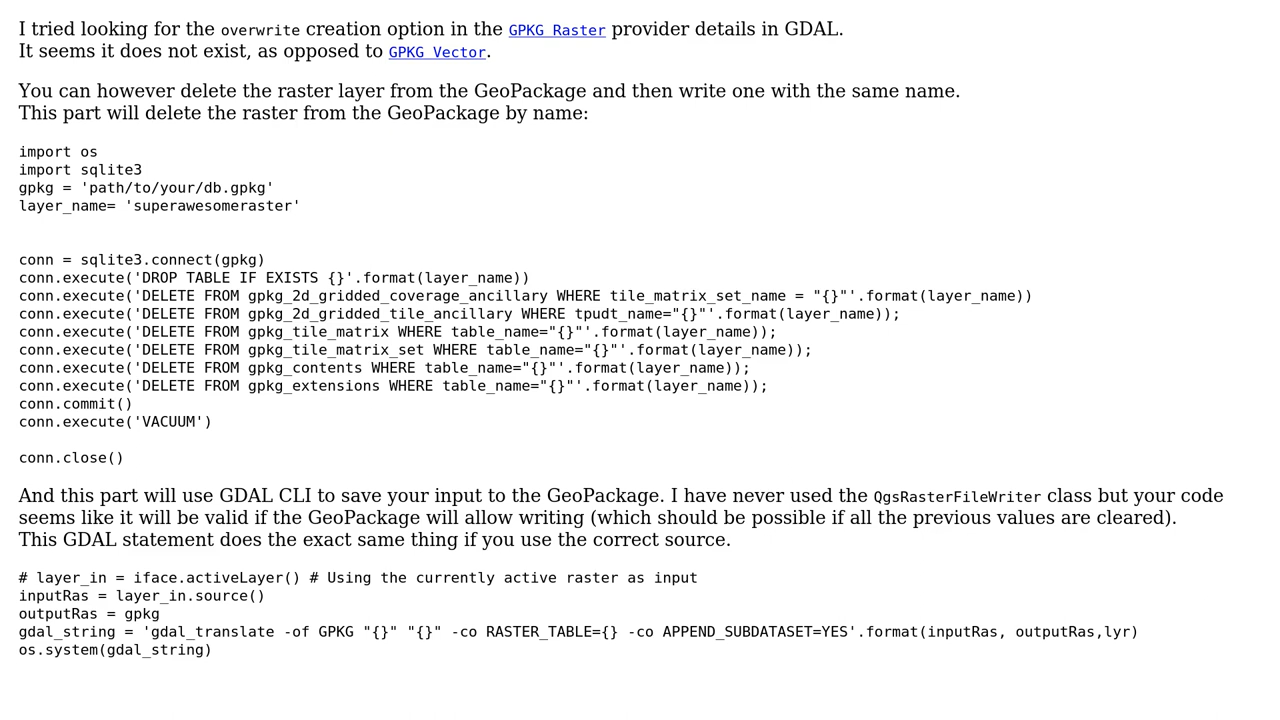 I tried looking for the overwrite creation option in the GPKG Raster provider details in GDAL.
It seems it does not exist, as opposed to GPKG Vector.
You can however delete the raster layer from the GeoPackage and then write one with the same name.
This part will delete the raster from the GeoPackage by name:
import os
import sqlite3
gpkg = 'path/to/your/db.gpkg'
layer_name= 'superawesomeraster'
conn = sqlite3.connect(gpkg)
conn.execute('DROP TABLE IF EXISTS {}'.format(layer_name))
conn.execute('DELETE FROM gpkg_2d_gridded_coverage_ancillary WHERE tile_matrix_set_name = "{}"'.format(layer_name))
conn.execute('DELETE FROM gpkg_2d_gridded_tile_ancillary WHERE tpudt_name="{}"'.format(layer_name));
conn.execute('DELETE FROM gpkg_tile_matrix WHERE table_name="{}"'.format(layer_name));
conn.execute('DELETE FROM gpkg_tile_matrix_set WHERE table_name="{}"'.format(layer_name));
conn.execute('DELETE FROM gpkg_contents WHERE table_name="{}"'.format(layer_name));
conn.execute('DELETE FROM gpkg_extensions WHERE table_name="{}"'.format(layer_name));
conn.commit()
conn.execute('VACUUM')
conn.close()
And this part will use GDAL CLI to save your input to the GeoPackage. I have never used the QgsRasterFileWriter class but your code
seems like it will be valid if the GeoPackage will allow writing (which should be possible if all the previous values are cleared).
This GDAL statement does the exact same thing if you use the correct source.
# layer_in = iface.activeLayer() # Using the currently active raster as input
inputRas = layer_in.source()
outputRas = gpkg
gdal_string = 'gdal_translate -of GPKG "{}" "{}" -co RASTER_TABLE={} -co APPEND_SUBDATASET=YES'.format(inputRas, outputRas,lyr)
os.system(gdal_string)